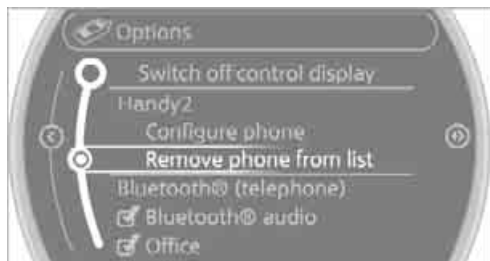 Options
Switch off control display
Handy2
Configure phone
Remove phone from list
Bluetooth® (telephone)
Bluetooth® audio
Office